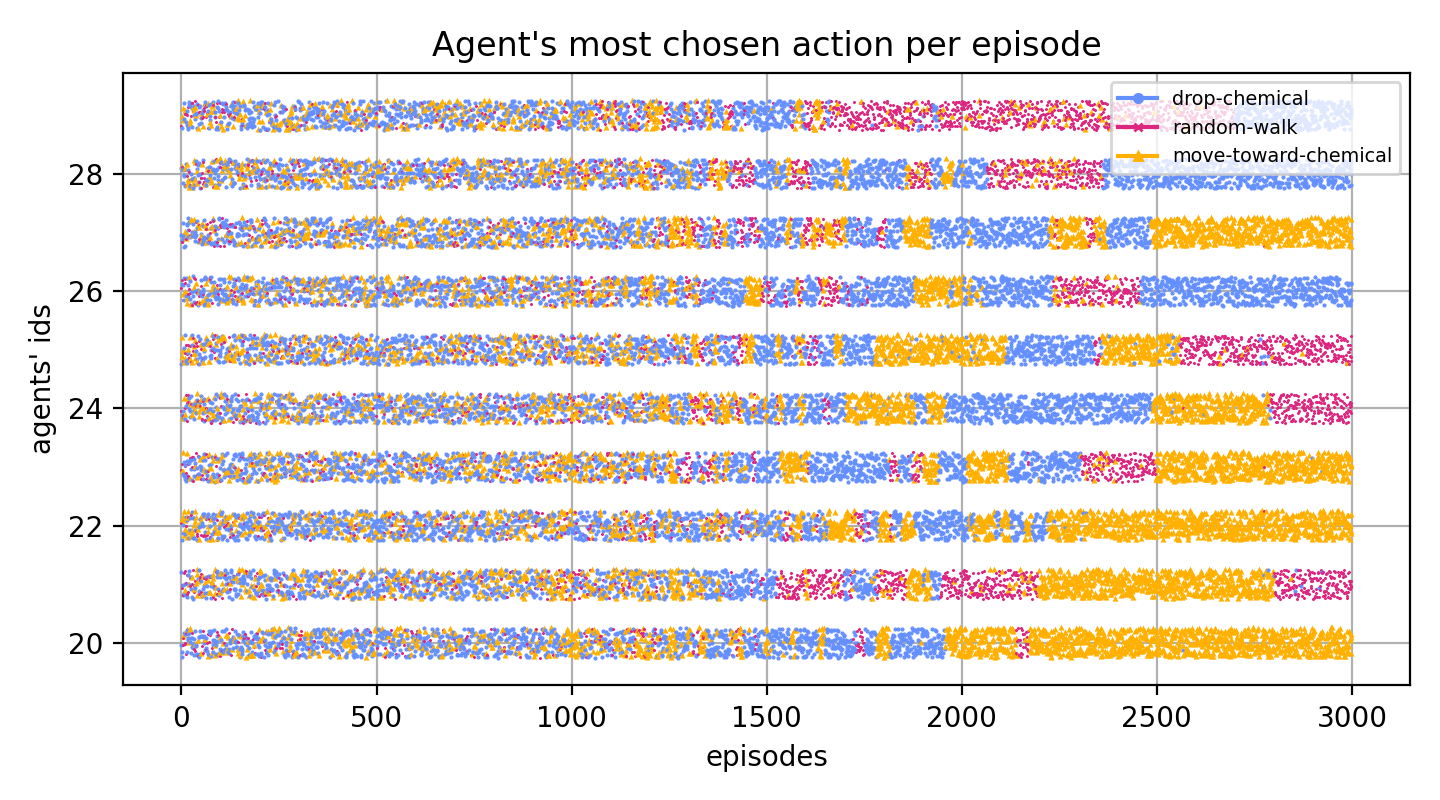 Agent's most chosen action per episode
drop-chemical
random-walk
move-toward-chemical
agents' ids
28
26
24
22
20
0 500 1000 1500 2000 2500 3000
episodes